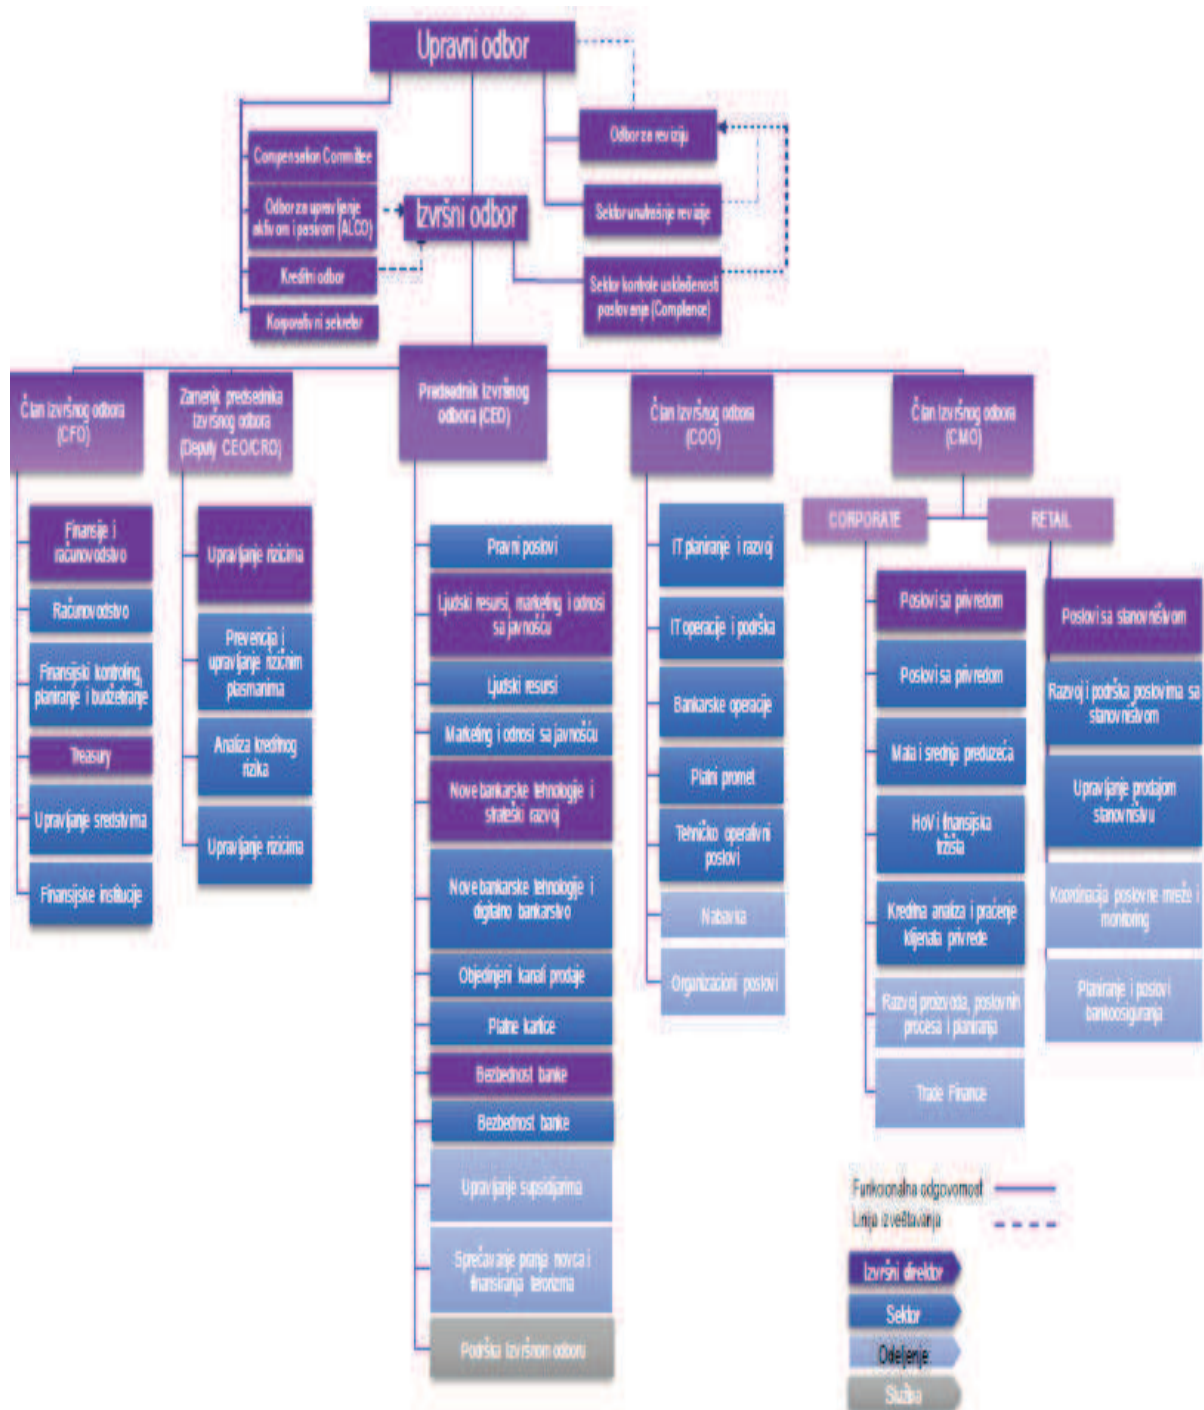 Upravni odbor
Odbor za reviziju
Compensation Committee
Odbor za upravljanje
aktivom i pasivom (ALCO)
Izvršni odbor
Sektor unutrašnje revizije
Kreditni odbor
Sektor kontrole usklađenosti
poslovanja (Compliance)
Korporativni sekretar
Član Izvršnog odbora
(CFO)
Zamenik predsednika
Izvršnog odbora
(Deputy CEO/CRO)
Predsednik Izvršnog
odbora (CEO)
Član Izvršnog odbora
(COO)
Član Izvršnog odbora
(CMO)
Finansije i
računovodstvo
Računovodstvo
Finansijski kontroling,
planiranje i budžetiranje
Treasury
Upravljanje sredstvima
Finansijske institucije
Upravljanje rizicima
Prevencija i
upravljanje rizičnim
plasmanima
Analiza kreditnog
rizika
Upravljanje rizicima
Pravni poslovi
Ljudski resursi, marketing i odnosi
sa javnošću
Ljudski resursi
Marketing i odnosi sa javnošću
Nove bankarske tehnologije i
strateški razvoj
Nove bankarske tehnologije i
digitalno bankarstvo
Objedinjeni kanali prodaje
Platne kartice
Bezbednost banke
Bezbednost banke
Upravljanje supsidijarima
Sprečavanje pranja novca i
finansiranja terorizma
Podrška Izvršnom odboru
IT planiranje i razvoj
IT operacije i podrška
Bankarske operacije
Platni promet
Tehničko operativni
poslovi
Nabavka
Organizacioni poslovi
CORPORATE
RETAIL
Poslovi sa privredom
Poslovi sa privredom
Mala i srednja preduzeća
HoV i finansijska
tržišta
Kreditna analiza i praćenje
klijenata privrede
Razvoj proizvoda, poslovnih
procesa i planiranja
Trade Finance
Poslovi sa stanovništvom
Razvoj i podrška poslovima sa
stanovništvom
Upravljanje prodajom
stanovništvu
Koordinacija poslovne mreže i
monitoring
Planiranje i poslovi
bankoosiguranja
Funkcionalna odgovornost
Linija izveštavanja
Izvršni direktor
Sektor
Odeljenje
Služba